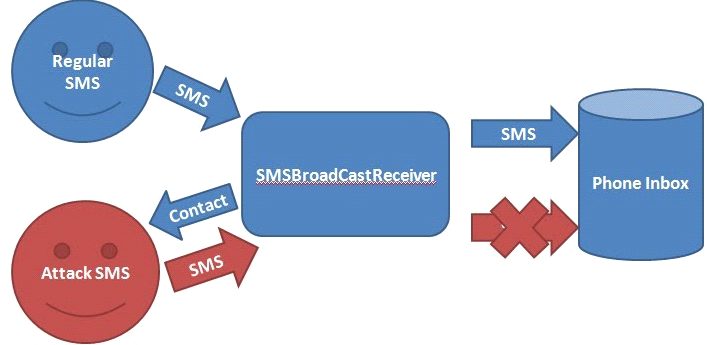 Regular
SMS
SMS
SMSBroadCastReceiver
SMS
Phone Inbox
Contact
Attack SMS
SMS